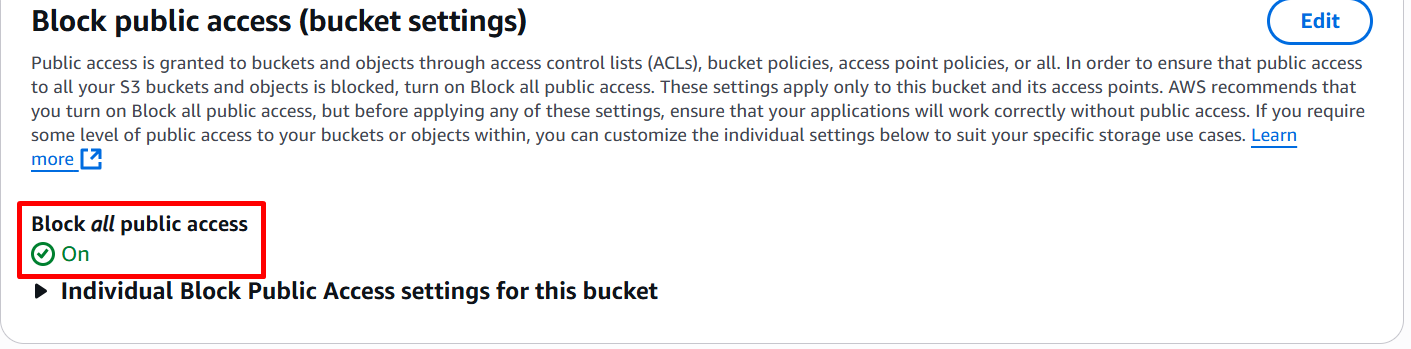 Block public access (bucket settings)
Edit
Public access is granted to buckets and objects through access control lists (ACLs), bucket policies, access point policies, or all. In order to ensure that public access
to all your S3 buckets and objects is blocked, turn on Block all public access. These settings apply only to this bucket and its access points. AWS recommends that
you turn on Block all public access, but before applying any of these settings, ensure that your applications will work correctly without public access. If you require
some level of public access to your buckets or objects within, you can customize the individual settings below to suit your specific storage use cases. Learn
more
Block all public access
On
Individual Block Public Access settings for this bucket